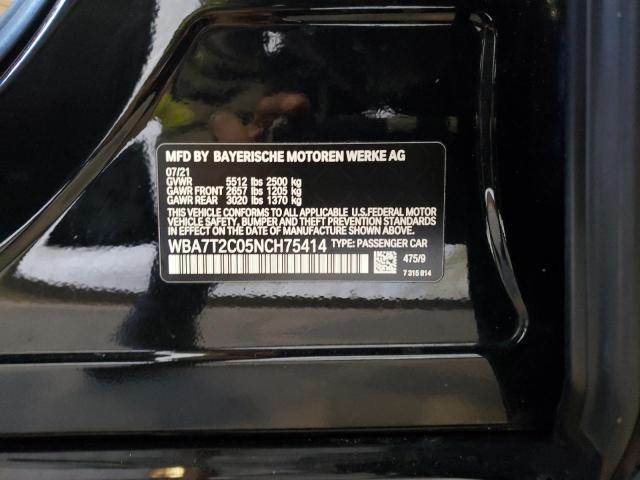 MFD BY BAYERISCHE MOTOREN WERKE AG
07/21
GVWR 5512 lbs 2500 kg
GAWR FRONT 2657 lbs 1205 kg
GAWR REAR 3020 lbs 1370 kg
THIS VEHICLE CONFORMS TO ALL APPLICABLE U.S.FEDERAL MOTOR
VEHICLE SAFETY, BUMPER, AND THEFT PREVENTION STANDARDS
IN EFFECT ON THE DATE OF MANUFACTURE SHOWN ABOVE.
WBA7T2C05NCH75414 TYPE: PASSENGER CAR
475/9
7 315 814